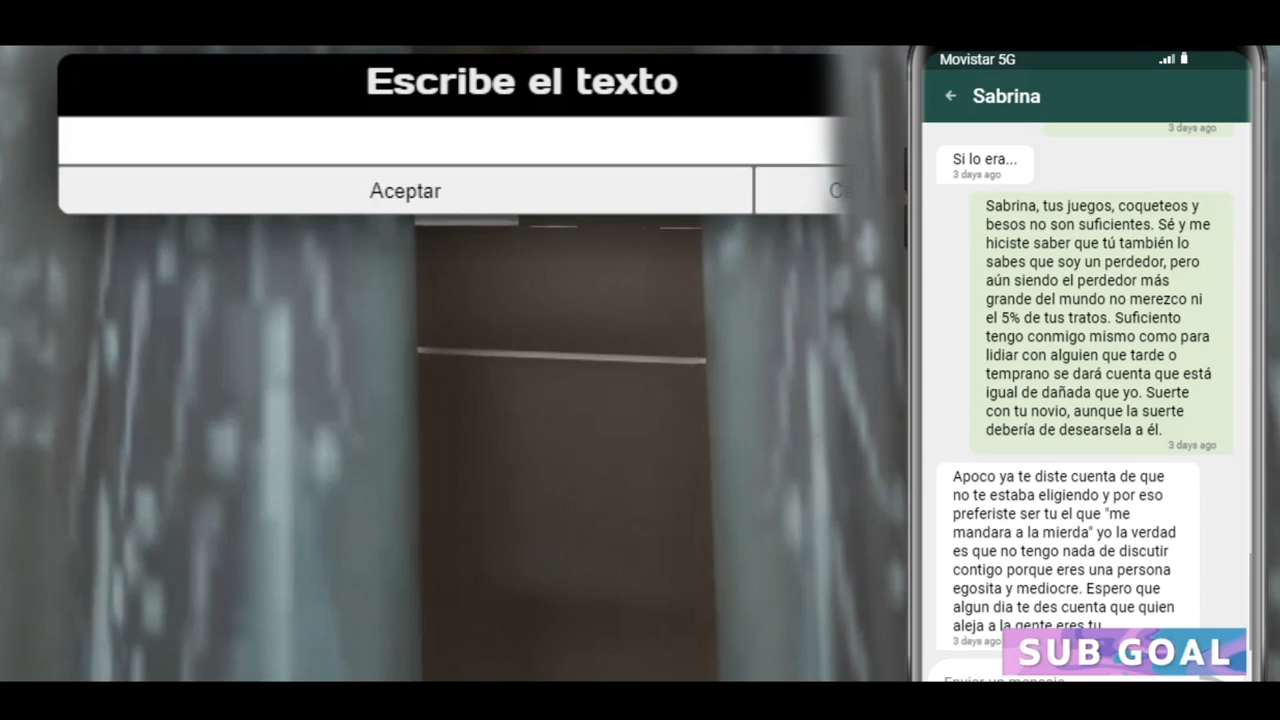 Escribe el texto
Aceptar
Movistar 5G
Sabrina
3 days ago
Si lo era...
3 days ago
Sabrina, tus juegos, coqueteos y
besos no son suficientes. Sé y me
hiciste saber que tú también lo
sabes que soy un perdedor, pero
aún siendo el perdedor más
grande del mundo no merezco ni
el 5% de tus tratos. Suficiento
tengo conmigo mismo como para
lidiar con alguien que tarde o
temprano se dará cuenta que está
igual de dañada que yo. Suerte
con tu novio, aunque la suerte
debería de desearsela a él.
3 days ago
Apoco ya te diste cuenta de que
no te estaba eligiendo y por eso
preferiste ser tu el que "me
mandara a la mierda" yo la verdad
es que no tengo nada de discutir
contigo porque eres una persona
egosita y mediocre. Espero que
algun dia te des cuenta que quien
aleja a la gente eres tu
3 days ago
SUB GOAL
Enviar un mensaje